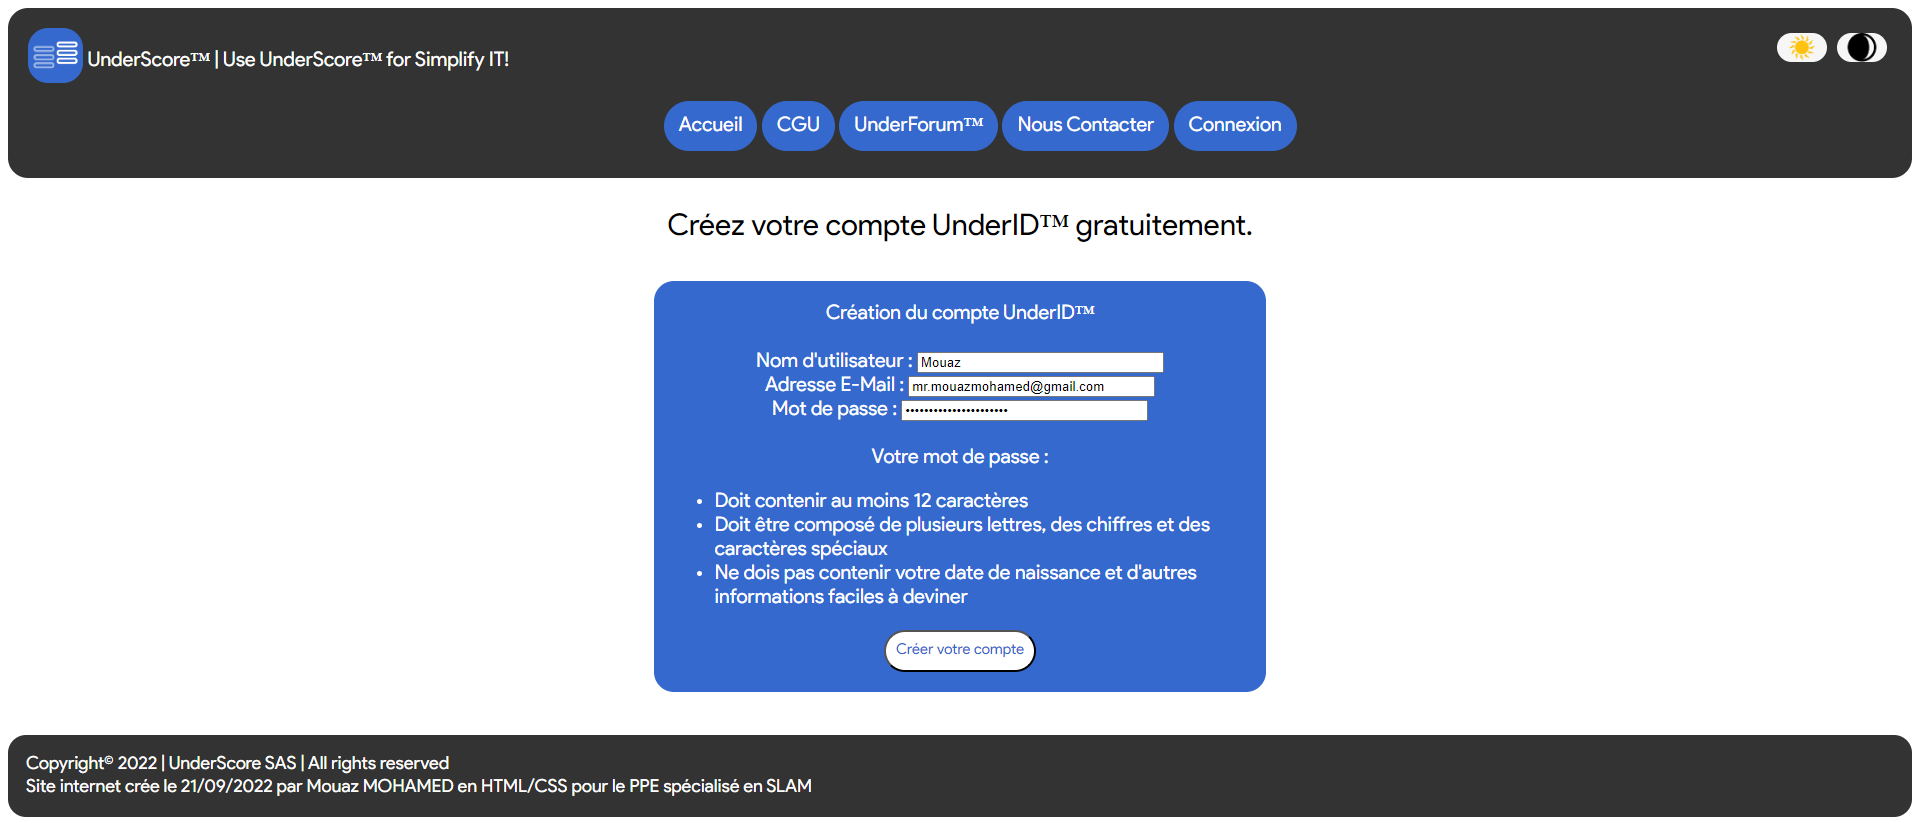 UnderScore™ | Use UnderScore™ for Simplify IT!
Accueil CGU UnderForum™ Nous Contacter Connexion
Créez votre compte UnderID™ gratuitement.
Création du compte UnderID™
Nom d'utilisateur : Mouaz
Adresse E-Mail : mr.mouazmohamed@gmail.com
Mot de passe : ••••••••••••••••••••••
Votre mot de passe :
• Doit contenir au moins 12 caractères
• Doit être composé de plusieurs lettres, des chiffres et des
caractères spéciaux
• Ne dois pas contenir votre date de naissance et d'autres
informations faciles à deviner
Créer votre compte
Copyright© 2022 | UnderScore SAS | All rights reserved
Site internet crée le 21/09/2022 par Mouaz MOHAMED en HTML/CSS pour le PPE spécialisé en SLAM